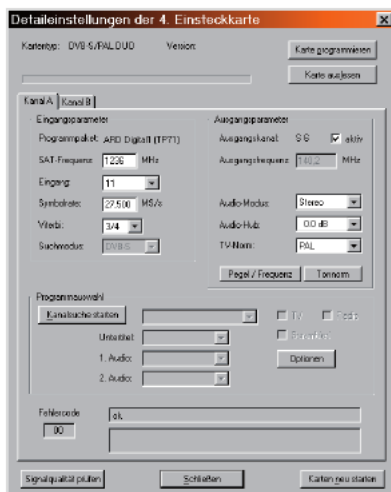 Detaileinstellungen der 4. Einsteckkarte
Kartentyp: DVB-S/PAL DUO Version:
Karte programmieren
Karte auslesen
Kanal A Kanal B
Eingangsparameter
Programmpaket: ARD Digital1 (TP71)
SAT-Frequenz: 1236 MHz
Eingang: 11
Symbolrate: 27.500 MS/s
Viterbi: 3/4
Suchmodus: DVB-S
Ausgangsparameter
Ausgangskanal: S 6 aktiv
Ausgangsfrequenz: 140.2 MHz
Audio-Modus: Stereo
Audio-Hub: 0.0 dB
TV-Norm: PAL
Pegel / Frequenz Tonnorm
Programmauswahl
Kanalsuche starten TV Radio
Untertitel:
1. Audio: Optionen
2. Audio:
Fehlercode
00 ok
Signalqualität prüfen Schließen Karten neu starten